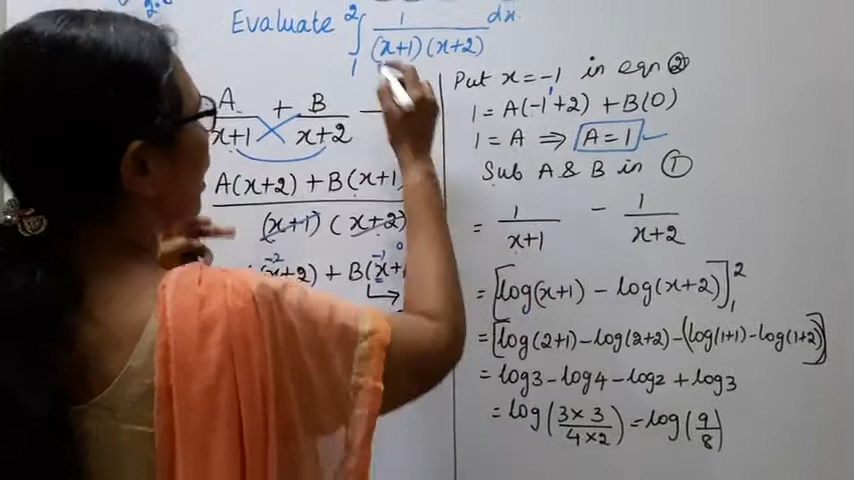 Evaluate ∫₁² 1/((x+1)(x+2)) dx
A/(x+1) + B/(x+2)
A(x+2) + B(x+1)
(x+1)(x+2)
(x+2) + B(x+
Put x = -1 in eqn ②
1 = A(-1+2) + B(0)
1 = A ⇒ A = 1
Sub A & B in ①
= 1/(x+1) - 1/(x+2)
= [log(x+1) - log(x+2)]₁²
= [log(2+1) - log(2+2) - (log(1+1) - log(1+2))]
= log3 - log4 - log2 + log3
= log(3×3/4×2) = log(9/8)